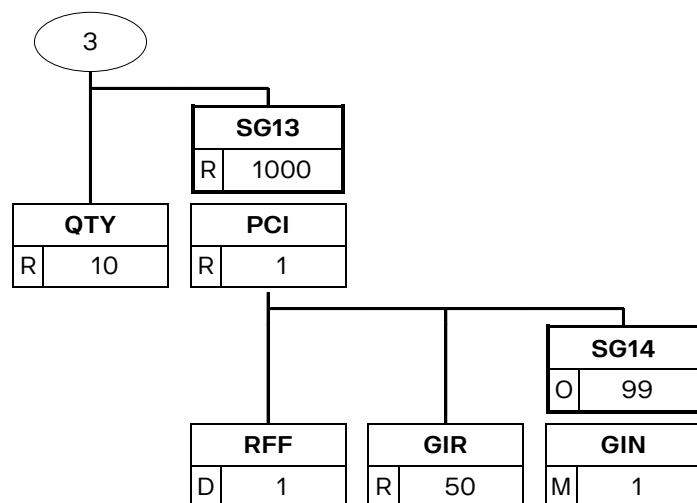 3
SG13
R 1000
QTY
R 10
PCI
R 1
SG14
O 99
RFF
D 1
GIR
R 50
GIN
M 1